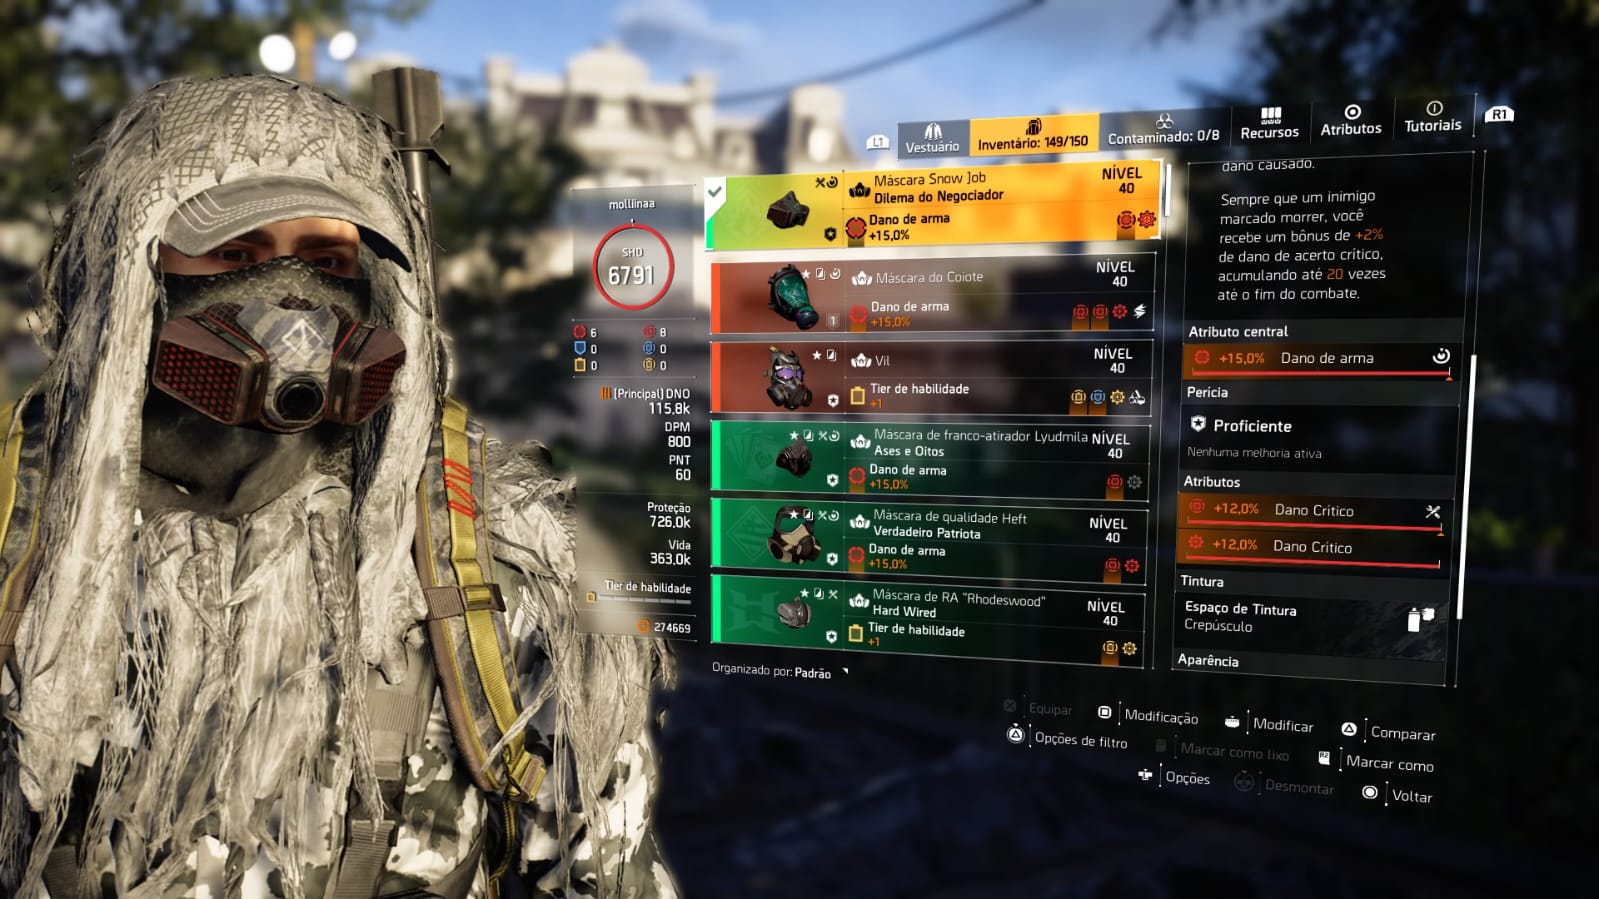 L1
Vestuário
Inventário: 149/150
Contaminado: 0/8
Recursos
Atributos
Tutoriais
R1
molliinaa
SHD
6791
6
8
0
0
0
0
[Principal] DNO
115,8k
DPM
800
PNT
60
Proteção
726,0k
Vida
363,0k
Tier de habilidade
274669
Máscara Snow Job
Dilema do Negociador
NÍVEL
40
Dano de arma
+15,0%
Máscara do Coiote
NÍVEL
40
Dano de arma
+15,0%
1
Vil
NÍVEL
40
Tier de habilidade
+1
Máscara de franco-atirador Lyudmila
Ases e Oitos
NÍVEL
40
Dano de arma
+15,0%
Máscara de qualidade Heft
Verdadeiro Patriota
NÍVEL
40
Dano de arma
+15,0%
Máscara de RA "Rhodeswood"
Hard Wired
NÍVEL
40
Tier de habilidade
+1
Organizado por: Padrão
dano causado.
Sempre que um inimigo
marcado morrer, você
recebe um bônus de +2%
de dano de acerto crítico,
acumulando até 20 vezes
até o fim do combate.
Atributo central
+15,0% Dano de arma
Perícia
Proficiente
Nenhuma melhoria ativa
Atributos
+12,0% Dano Crítico
+12,0% Dano Crítico
Tintura
Espaço de Tintura
Crepúsculo
Aparência
Equipar
Modificação
Modificar
Comparar
Opções de filtro
Marcar como lixo
R2
Marcar como
Opções
Desmontar
Voltar